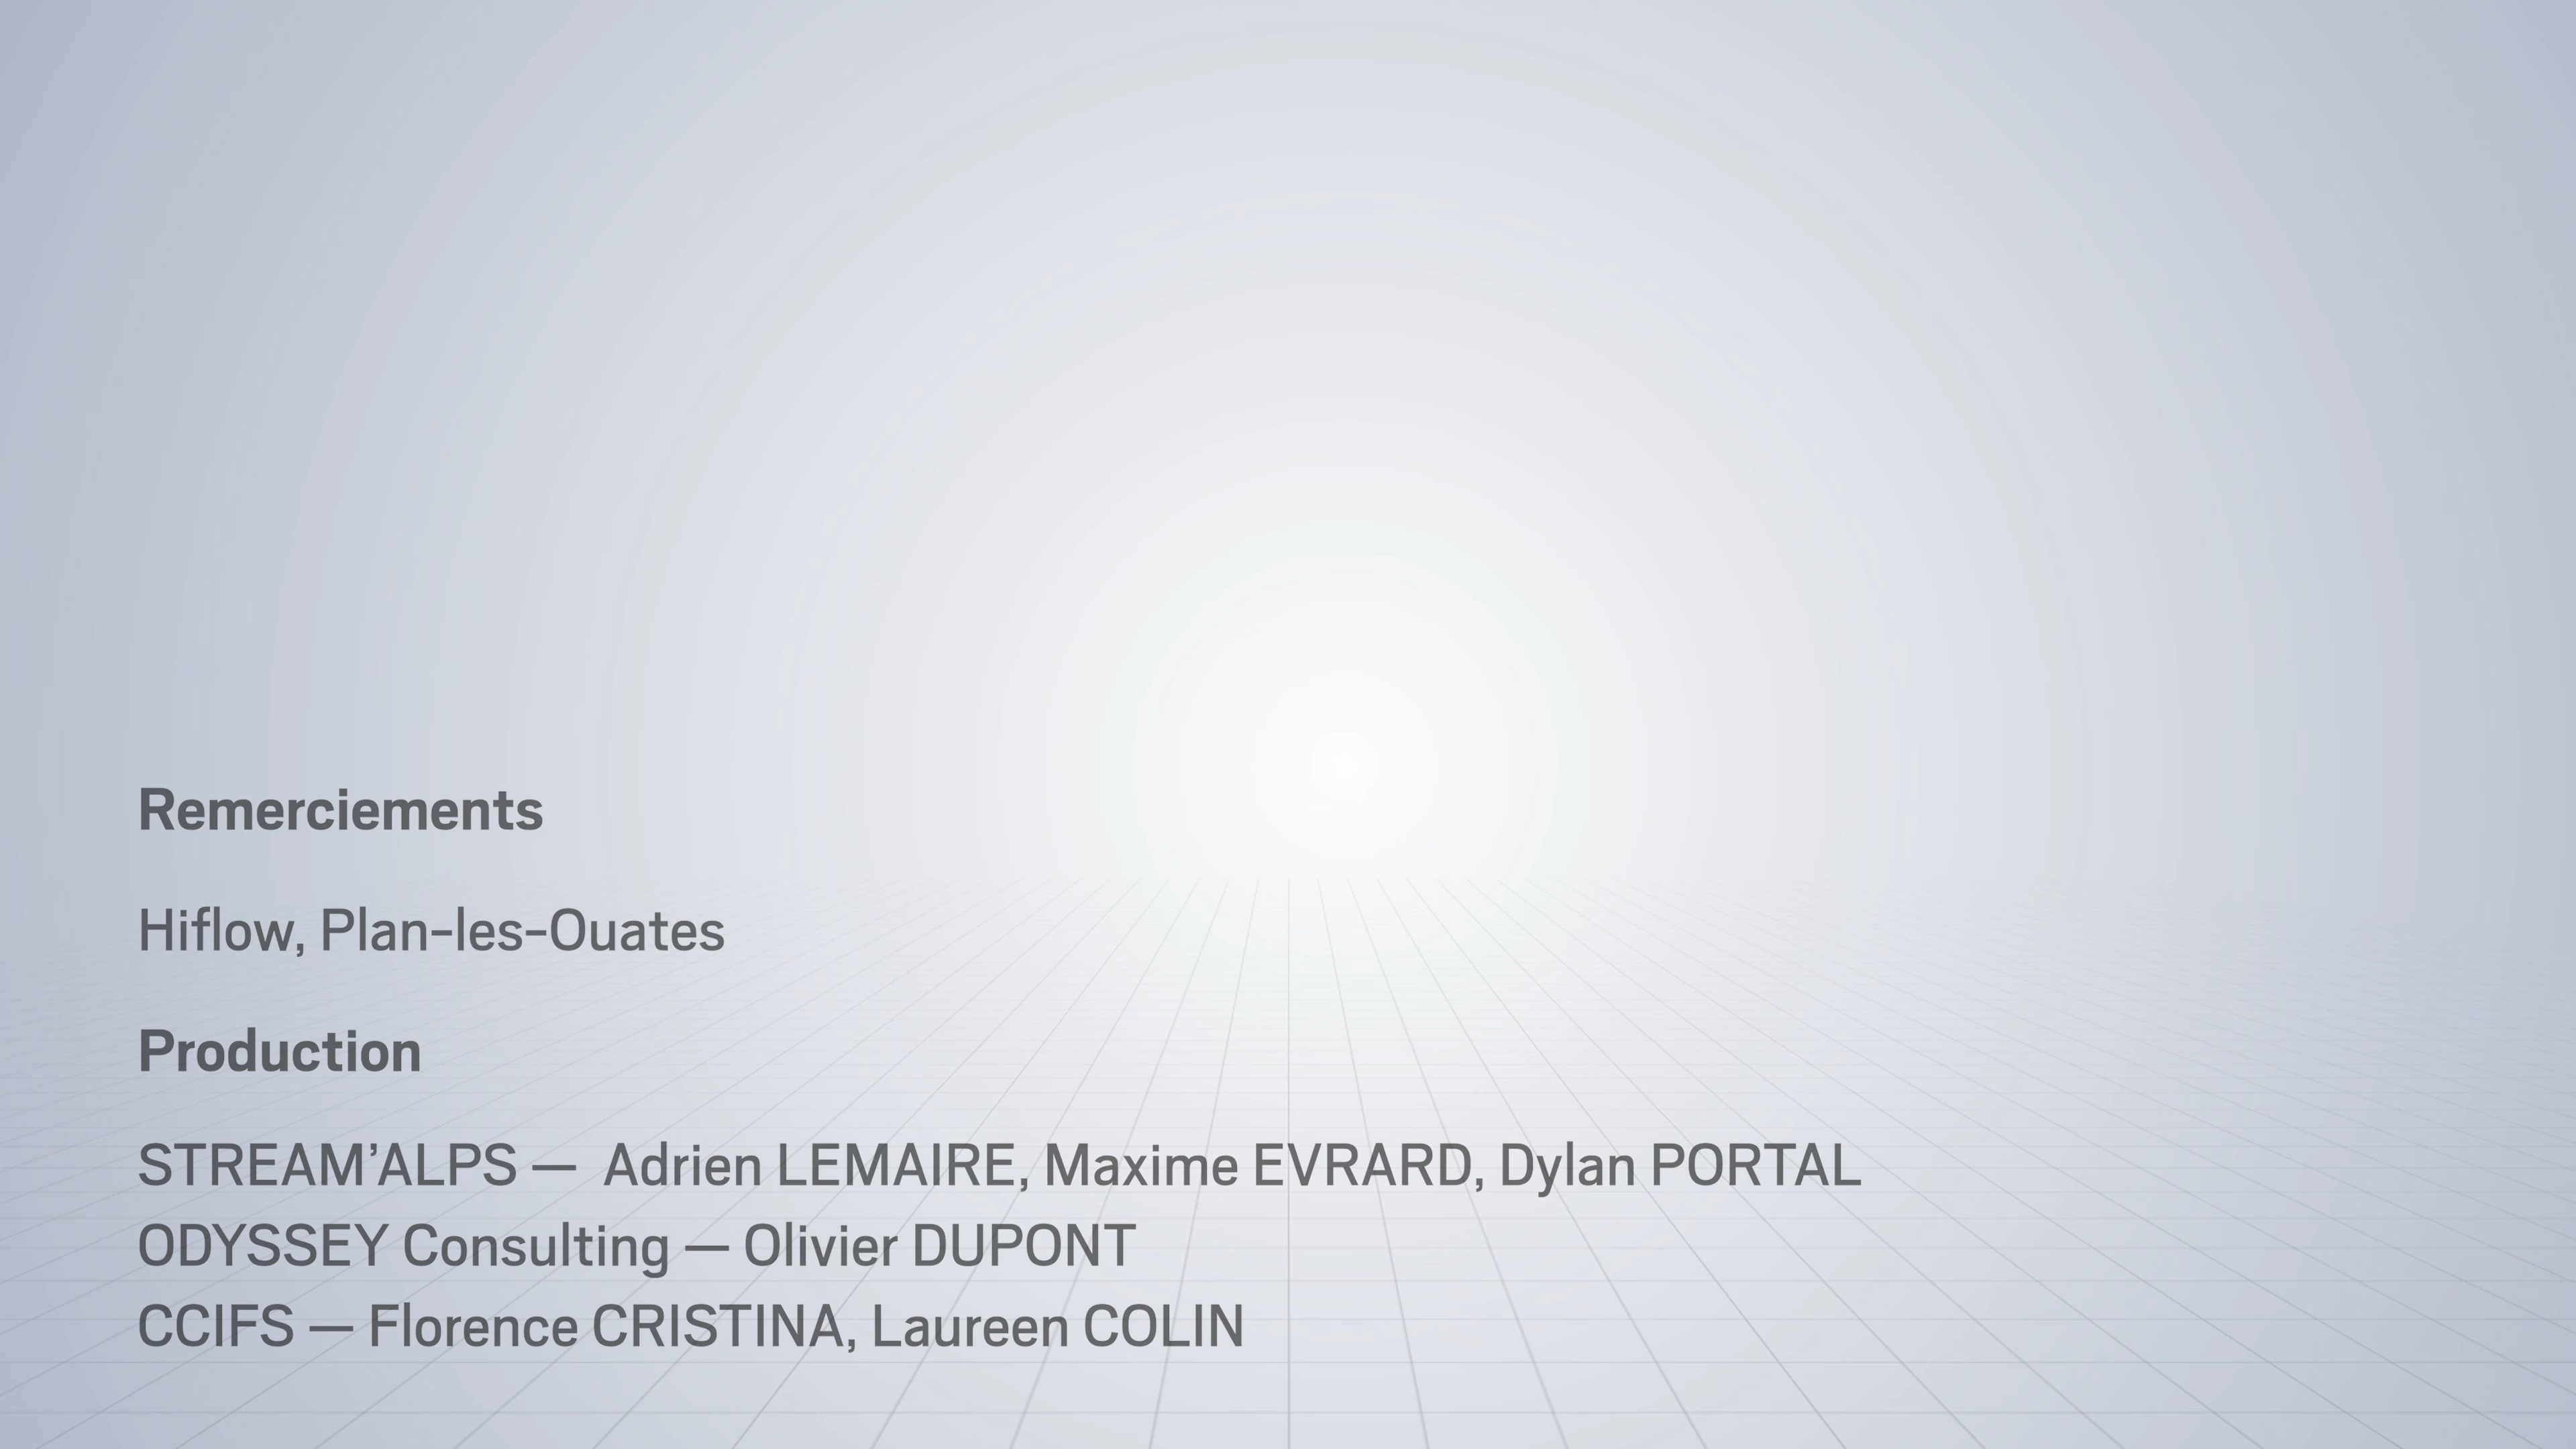 Remerciements
Hiflow, Plan-les-Ouates
Production
STREAM’ALPS — Adrien LEMAIRE, Maxime EVRARD, Dylan PORTAL
ODYSSEY Consulting — Olivier DUPONT
CCIFS — Florence CRISTINA, Laureen COLIN